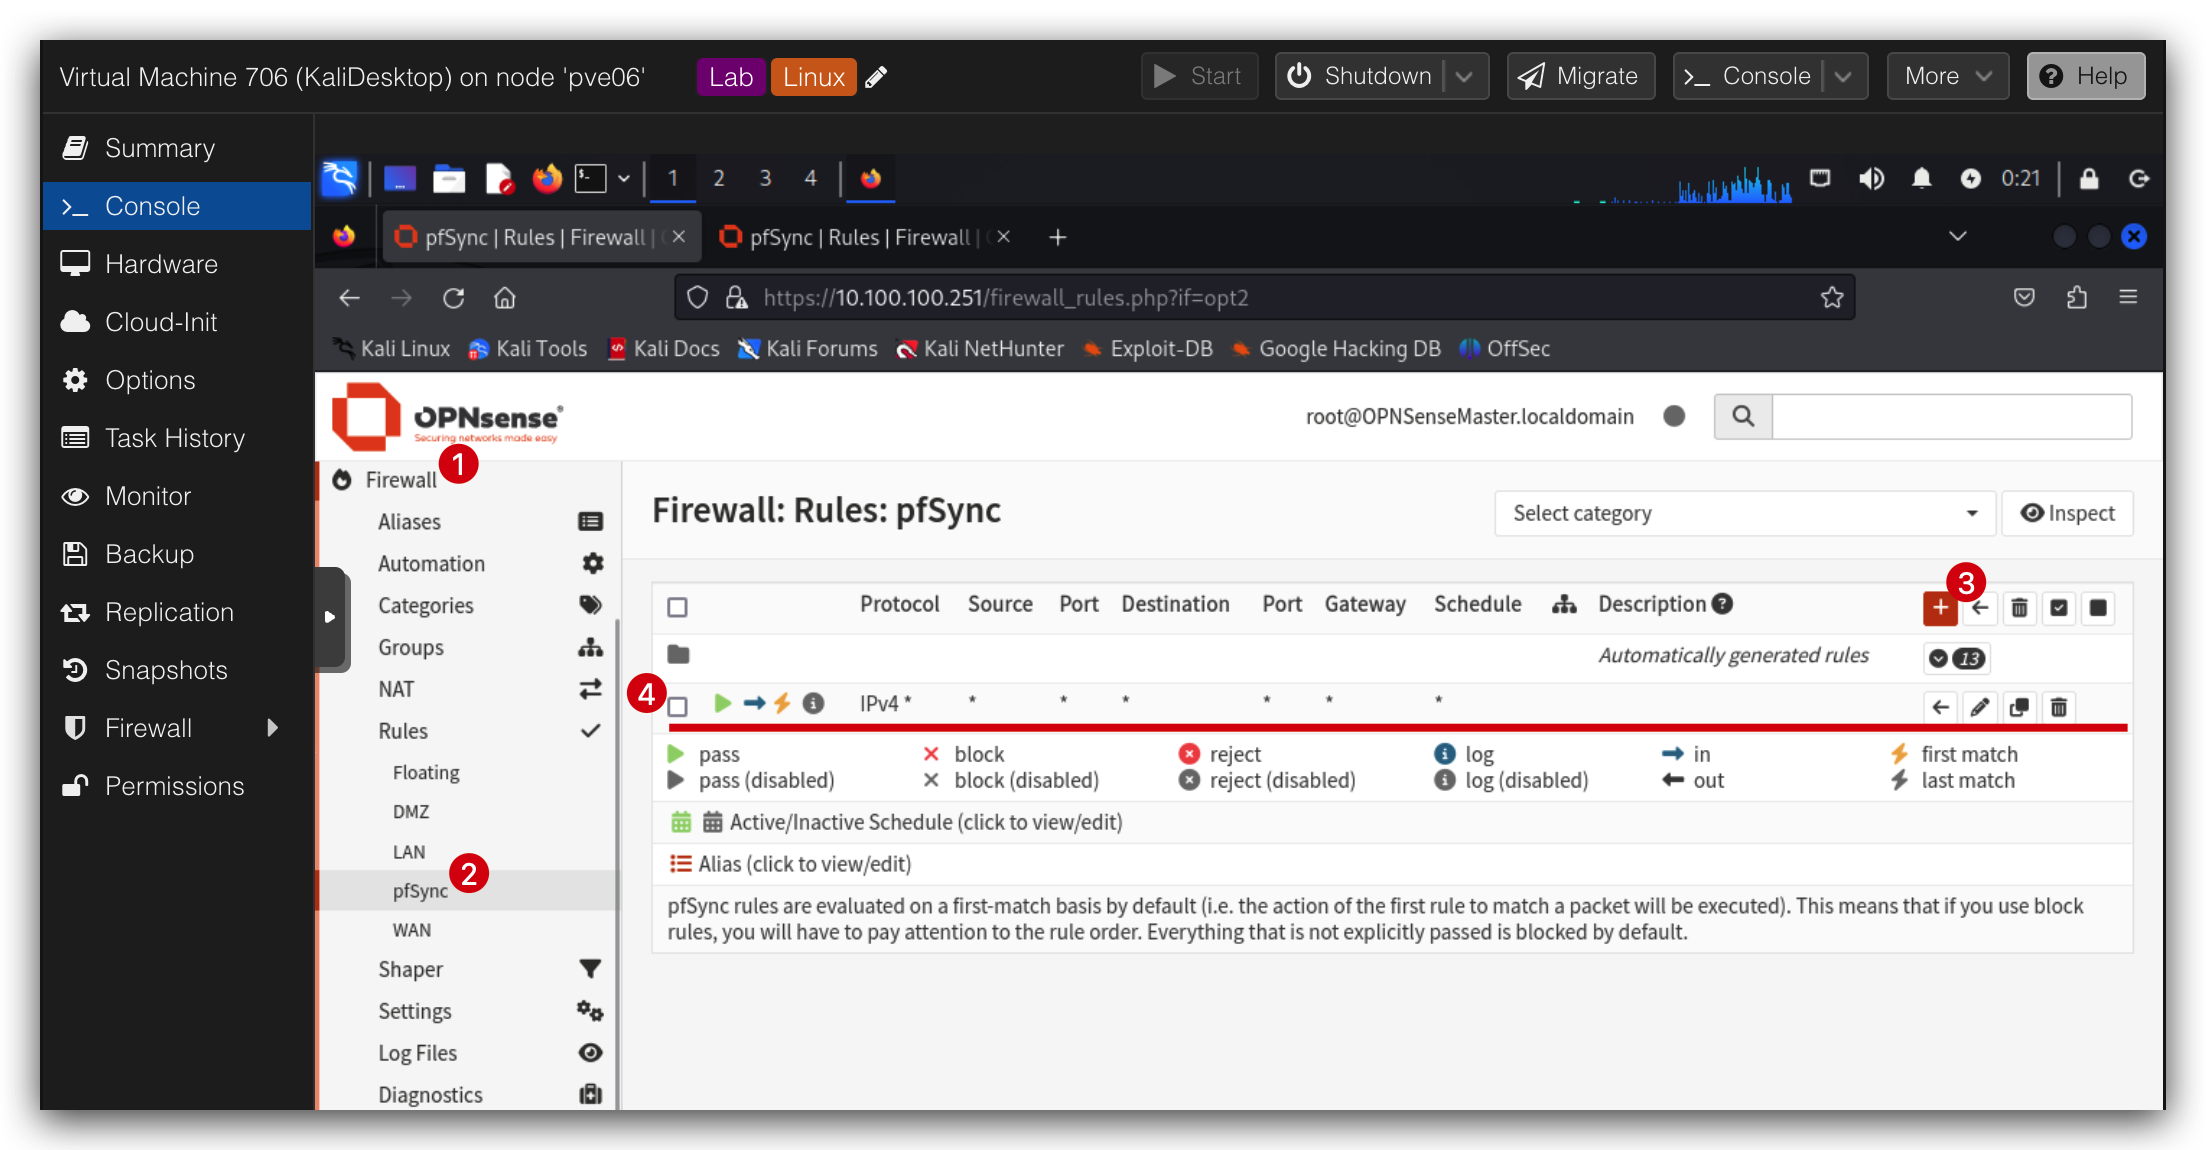 Virtual Machine 706 (KaliDesktop) on node 'pve06' Lab Linux Start Shutdown Migrate Console More Help
Summary
Console
Hardware
Cloud-Init
Options
Task History
Monitor
Backup
Replication
Snapshots
Firewall
Permissions
1 2 3 4 0:21
pfSync | Rules | Firewall | pfSync | Rules | Firewall |
https://10.100.100.251/firewall_rules.php?if=opt2
Kali Linux Kali Tools Kali Docs Kali Forums Kali NetHunter Exploit-DB Google Hacking DB OffSec
OPNsense®
Securing networks made easy
root@OPNSenseMaster.localdomain
Firewall 1
Aliases
Automation
Categories
Groups
NAT
Rules
Floating
DMZ
LAN
pfSync 2
WAN
Shaper
Settings
Log Files
Diagnostics
Firewall: Rules: pfSync Select category Inspect
3
Protocol Source Port Destination Port Gateway Schedule Description
Automatically generated rules 13
4 IPv4 * * * * * * *
pass block reject log in first match
pass (disabled) block (disabled) reject (disabled) log (disabled) out last match
Active/Inactive Schedule (click to view/edit)
Alias (click to view/edit)
pfSync rules are evaluated on a first-match basis by default (i.e. the action of the first rule to match a packet will be executed). This means that if you use block
rules, you will have to pay attention to the rule order. Everything that is not explicitly passed is blocked by default.